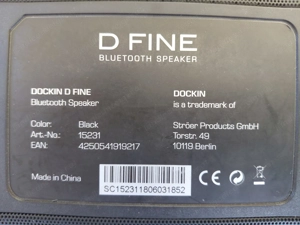 D FINE
BLUETOOTH SPEAKER
DOCKIN D FINE
Bluetooth Speaker
Color: Black
Art.-No.: 15231
EAN: 4250541919217
DOCKIN
is a trademark of
Ströer Products GmbH
Torstr. 49
10119 Berlin
Made in China
SC152311806031852
CE